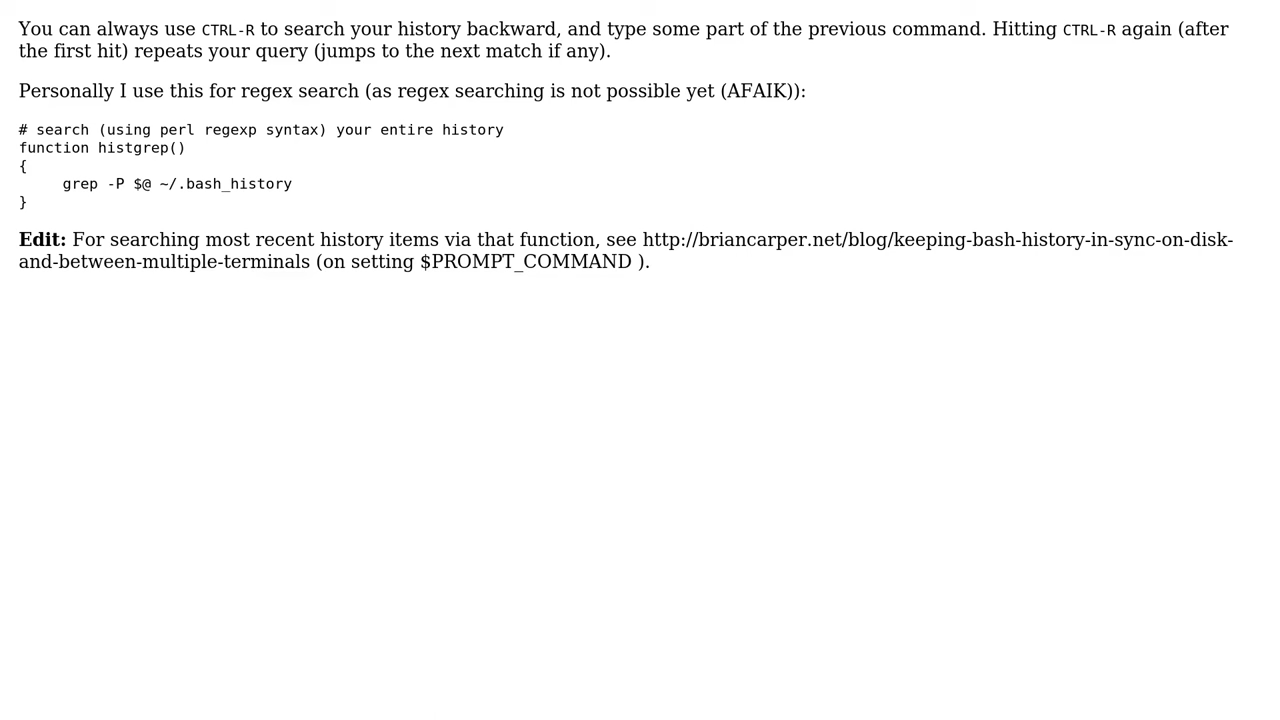 You can always use CTRL-R to search your history backward, and type some part of the previous command. Hitting CTRL-R again (after
the first hit) repeats your query (jumps to the next match if any).
Personally I use this for regex search (as regex searching is not possible yet (AFAIK)):
# search (using perl regexp syntax) your entire history
function histgrep()
{
     grep -P $@ ~/.bash_history
}
Edit: For searching most recent history items via that function, see http://briancarper.net/blog/keeping-bash-history-in-sync-on-disk-
and-between-multiple-terminals (on setting $PROMPT_COMMAND ).